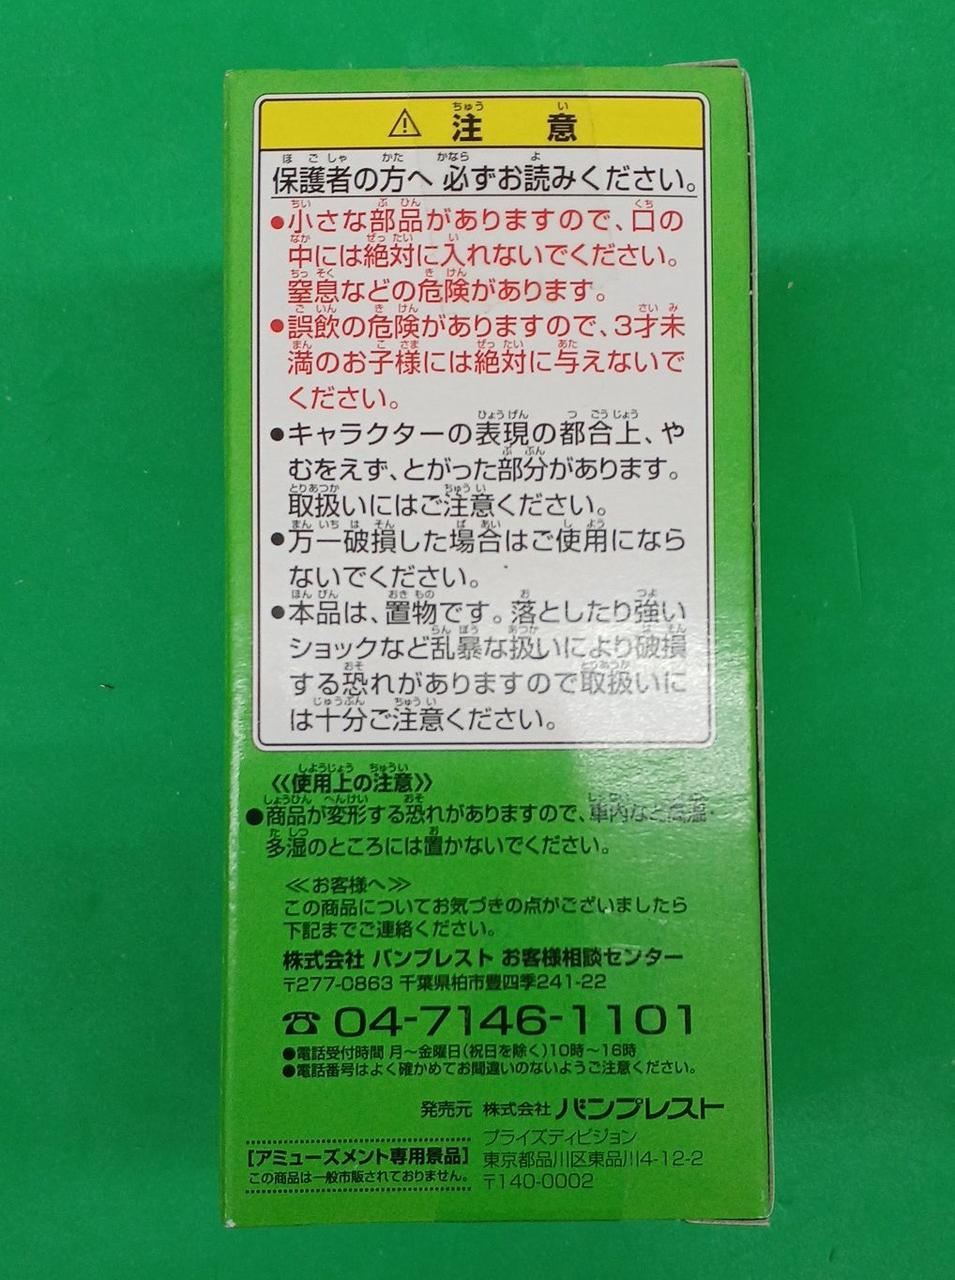 ⚠ 注意
保護者の方へ 必ずお読みください。
●小さな部品がありますので、口の
中には絶対に入れないでください。
窒息などの危険があります。
●誤飲の危険がありますので、3才未
満のお子様には絶対に与えないで
ください。
●キャラクターの表現の都合上、や
むをえず、とがった部分があります。
取扱いにはご注意ください。
●万一破損した場合はご使用になら
ないでください。
●本品は、置物です。落としたり強い
ショックなど乱暴な扱いにより破損
する恐れがありますので取扱いに
は十分ご注意ください。
≪使用上の注意≫
●商品が変形する恐れがありますので、車内など高温・
多湿のところには置かないでください。
≪お客様へ≫
この商品についてお気づきの点がございましたら
下記までご連絡ください。
株式会社 バンプレスト お客様相談センター
〒277-0863 千葉県柏市豊四季241-22
☎ 04-7146-1101
●電話受付時間 月〜金曜日(祝日を除く)10時〜16時
●電話番号はよく確かめてお間違いのないようご注意ください。
発売元 株式会社 バンプレスト
プライズディビジョン
東京都品川区東品川4-12-2
〒140-0002
[アミューズメント専用景品]
この商品は一般市販されておりません。